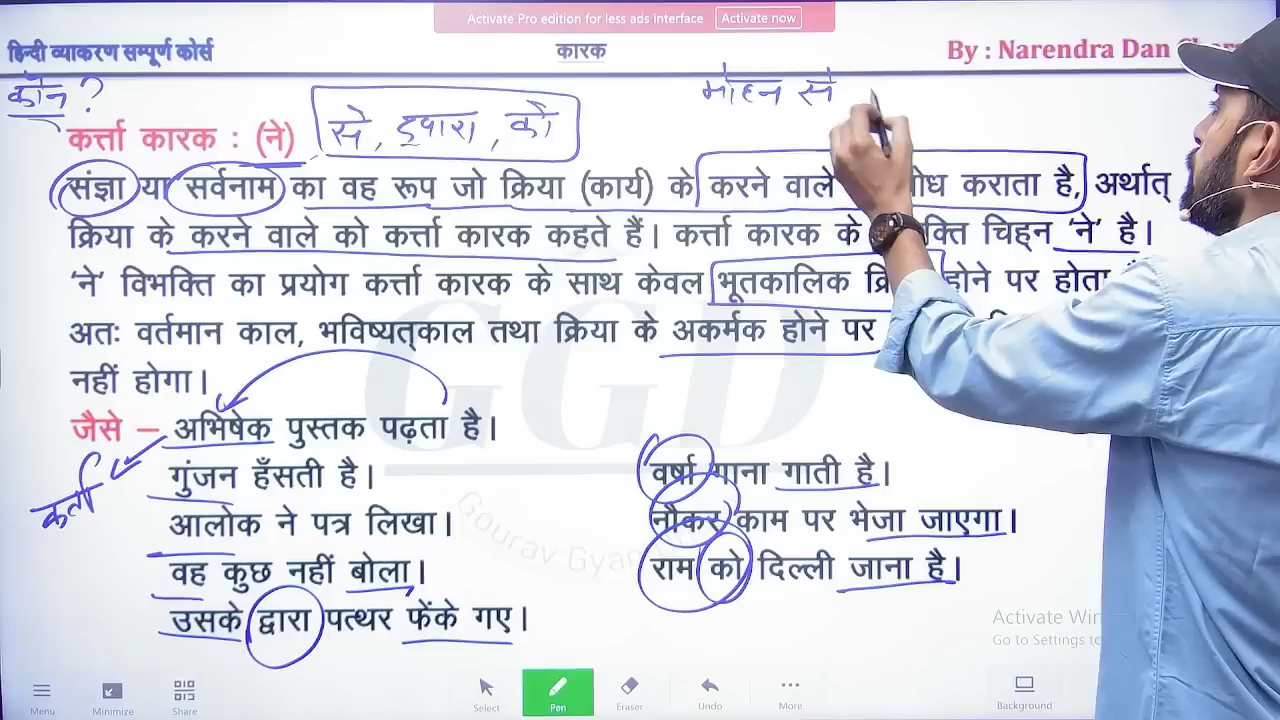 Activate Pro edition for less ads interface Activate now
हिन्दी व्याकरण सम्पूर्ण कोर्स कारक By : Narendra Dan
कौन ? मोहन से
कर्त्ता कारक : (ने) से, द्वारा, को
संज्ञा या सर्वनाम का वह रूप जो क्रिया (कार्य) के करने वाले बोध कराता है, अर्थात्
क्रिया के करने वाले को कर्त्ता कारक कहते हैं। कर्त्ता कारक के चिह्न 'ने' है।
'ने' विभक्ति का प्रयोग कर्त्ता कारक के साथ केवल भूतकालिक होने पर होता
अतः वर्तमान काल, भविष्यत्काल तथा क्रिया के अकर्मक होने पर
नहीं होगा।
जैसे – अभिषेक पुस्तक पढ़ता है।
कर्ता गुंजन हँसती है। वर्षा गाना गाती है।
आलोक ने पत्र लिखा। नौकर काम पर भेजा जाएगा।
वह कुछ नहीं बोला। राम को दिल्ली जाना है।
उसके द्वारा पत्थर फेंके गए।
GGD
Activate
Go to Settings
Menu Minimize Share Select Pen Eraser Undo More Background